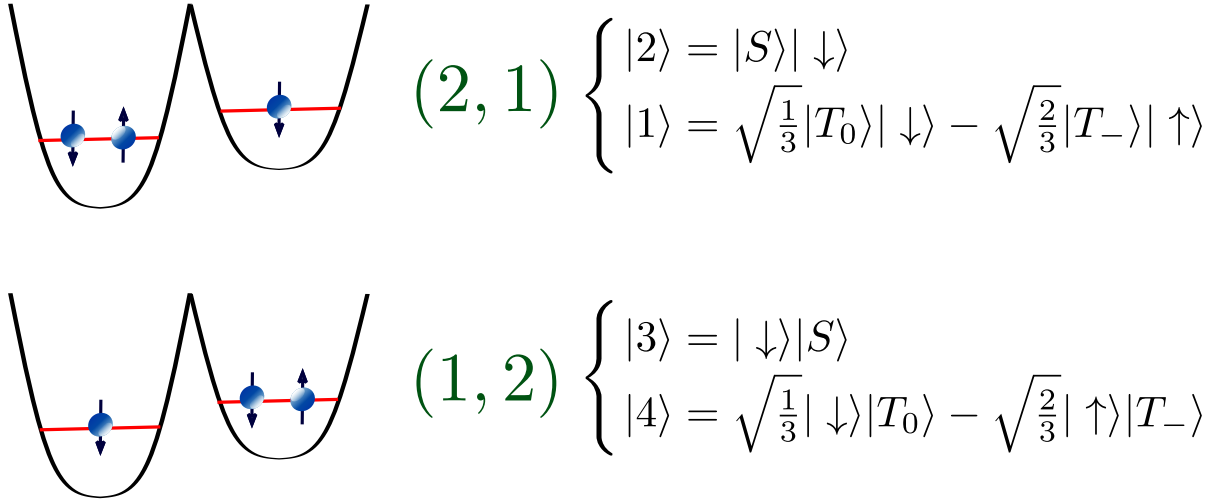 (2, 1)
|2⟩ = |S⟩| ↓⟩
|1⟩ = √(1/3)|T₀⟩| ↓⟩ − √(2/3)|T₋⟩| ↑⟩
(1, 2)
|3⟩ = | ↓⟩|S⟩
|4⟩ = √(1/3)| ↓⟩|T₀⟩ − √(2/3)| ↑⟩|T₋⟩